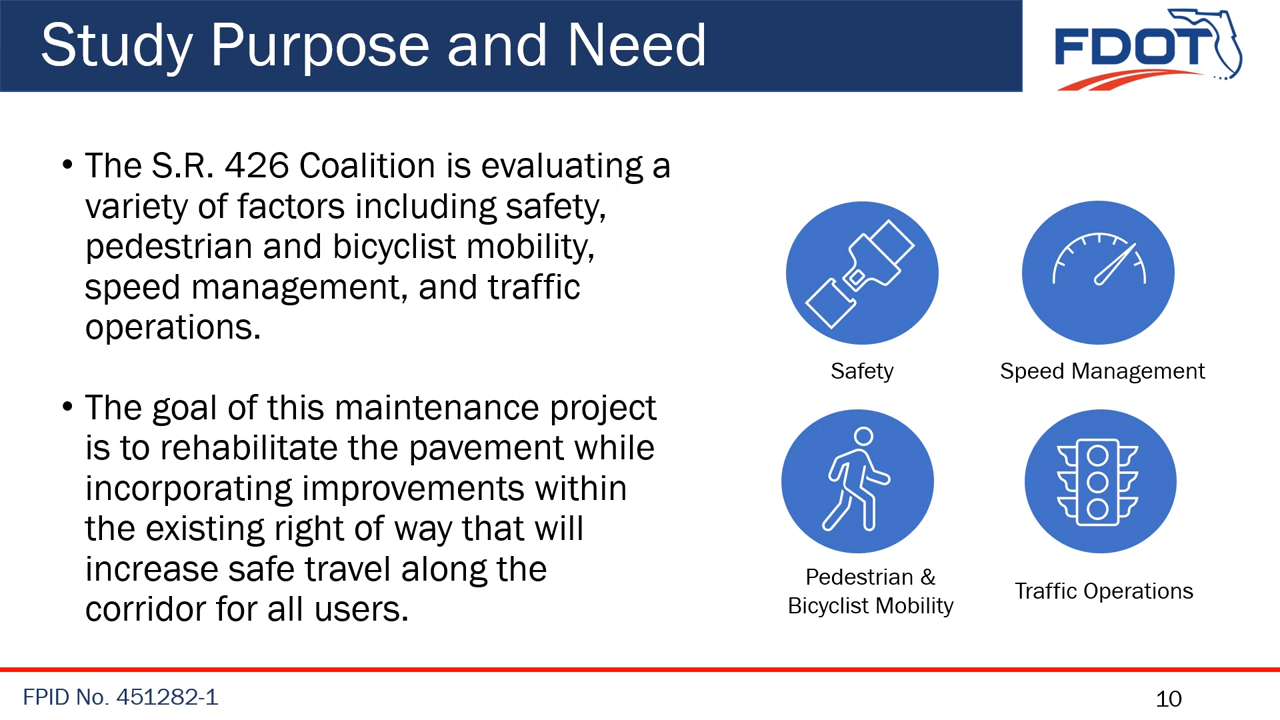 Study Purpose and Need
FDOT
• The S.R. 426 Coalition is evaluating a
variety of factors including safety,
pedestrian and bicyclist mobility,
speed management, and traffic
operations.
• The goal of this maintenance project
is to rehabilitate the pavement while
incorporating improvements within
the existing right of way that will
increase safe travel along the
corridor for all users.
Safety
Speed Management
Pedestrian &
Bicyclist Mobility
Traffic Operations
FPID No. 451282-1
10